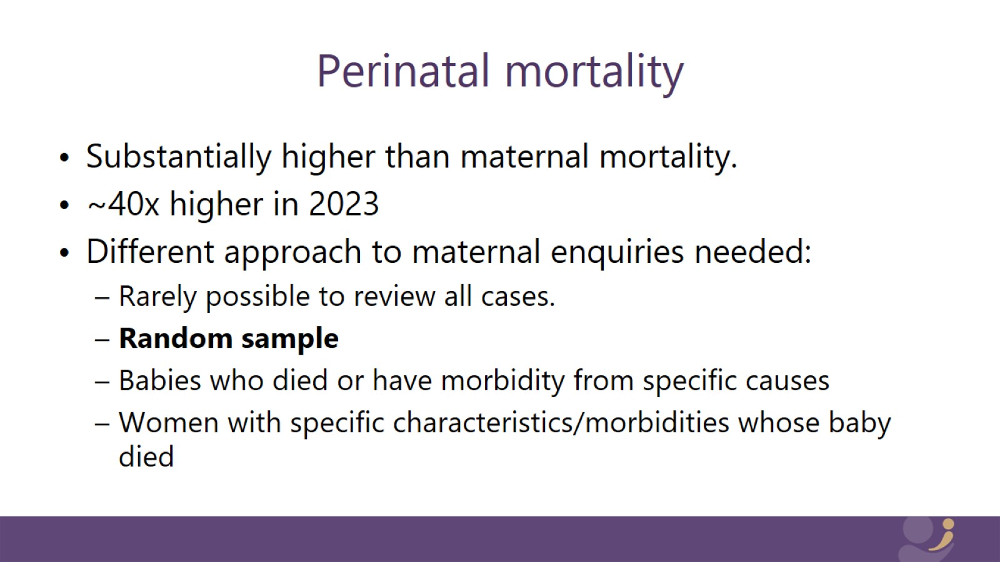 Perinatal mortality
• Substantially higher than maternal mortality.
• ~40x higher in 2023
• Different approach to maternal enquiries needed:
– Rarely possible to review all cases.
– Random sample
– Babies who died or have morbidity from specific causes
– Women with specific characteristics/morbidities whose baby
died